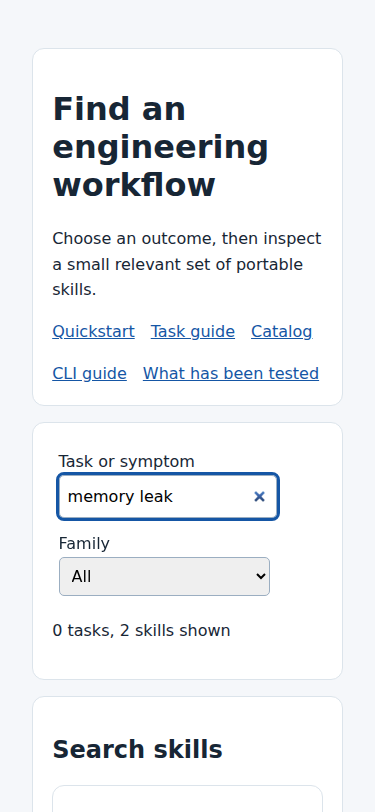 Find an
engineering
workflow
Choose an outcome, then inspect
a small relevant set of portable
skills.
Quickstart Task guide Catalog
CLI guide What has been tested
Task or symptom
memory leak
Family
All
0 tasks, 2 skills shown
Search skills